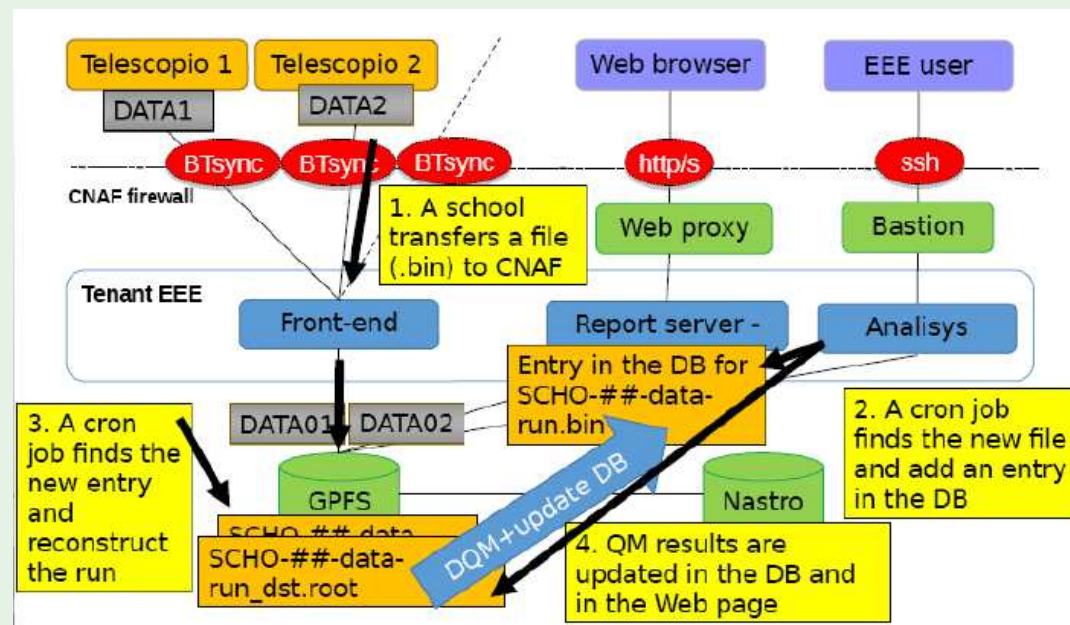 Telescopio 1
Telescopio 2
Web browser
EEE user
DATA1
DATA2
BTsync
BTsync
BTsync
http/s
ssh
CNAF firewall
1. A school
transfers a file
(.bin) to CNAF
Web proxy
Bastion
Tenant EEE
Front-end
Report server -
Analisys
Entry in the DB for
SCHO-##-data-
run.bin
3. A cron
job finds the
new entry
and
reconstruct
the run
DATA01
DATA02
2. A cron job
finds the new file
and add an entry
in the DB
GPFS
Nastro
DQM+update DB
SCHO-##-data
SCHO-##-data-
run_dst.root
4. QM results are
updated in the DB and
in the Web page